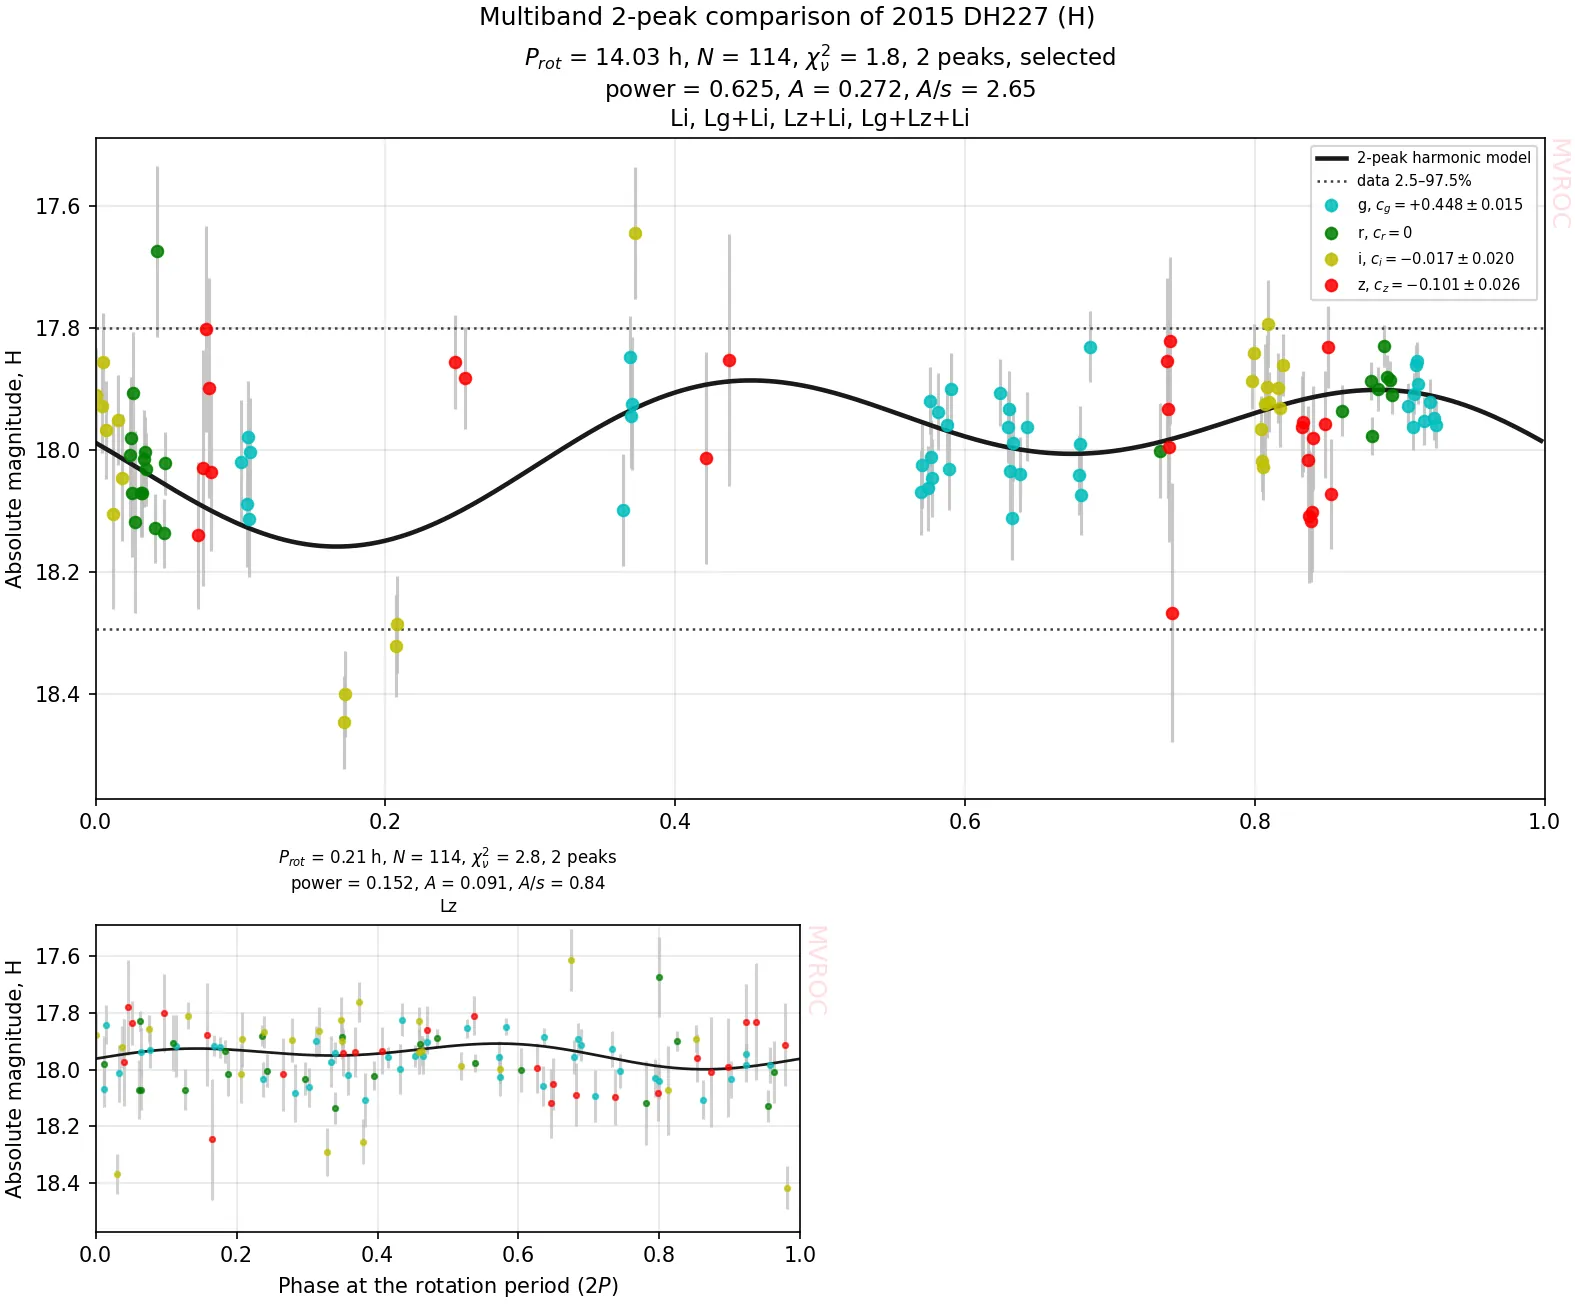 Multiband 2-peak comparison of 2015 DH227 (H)
P_rot = 14.03 h, N = 114, χ²_ν = 1.8, 2 peaks, selected
power = 0.625, A = 0.272, A/s = 2.65
Li, Lg+Li, Lz+Li, Lg+Lz+Li
2-peak harmonic model
data 2.5–97.5%
g, c_g = +0.448 ± 0.015
r, c_r = 0
i, c_i = −0.017 ± 0.020
z, c_z = −0.101 ± 0.026
MVROC
Absolute magnitude, H
17.6
17.8
18.0
18.2
18.4
0.0 0.2 0.4 0.6 0.8 1.0
P_rot = 0.21 h, N = 114, χ²_ν = 2.8, 2 peaks
power = 0.152, A = 0.091, A/s = 0.84
Lz
MVROC
Absolute magnitude, H
17.6
17.8
18.0
18.2
18.4
0.0 0.2 0.4 0.6 0.8 1.0
Phase at the rotation period (2P)